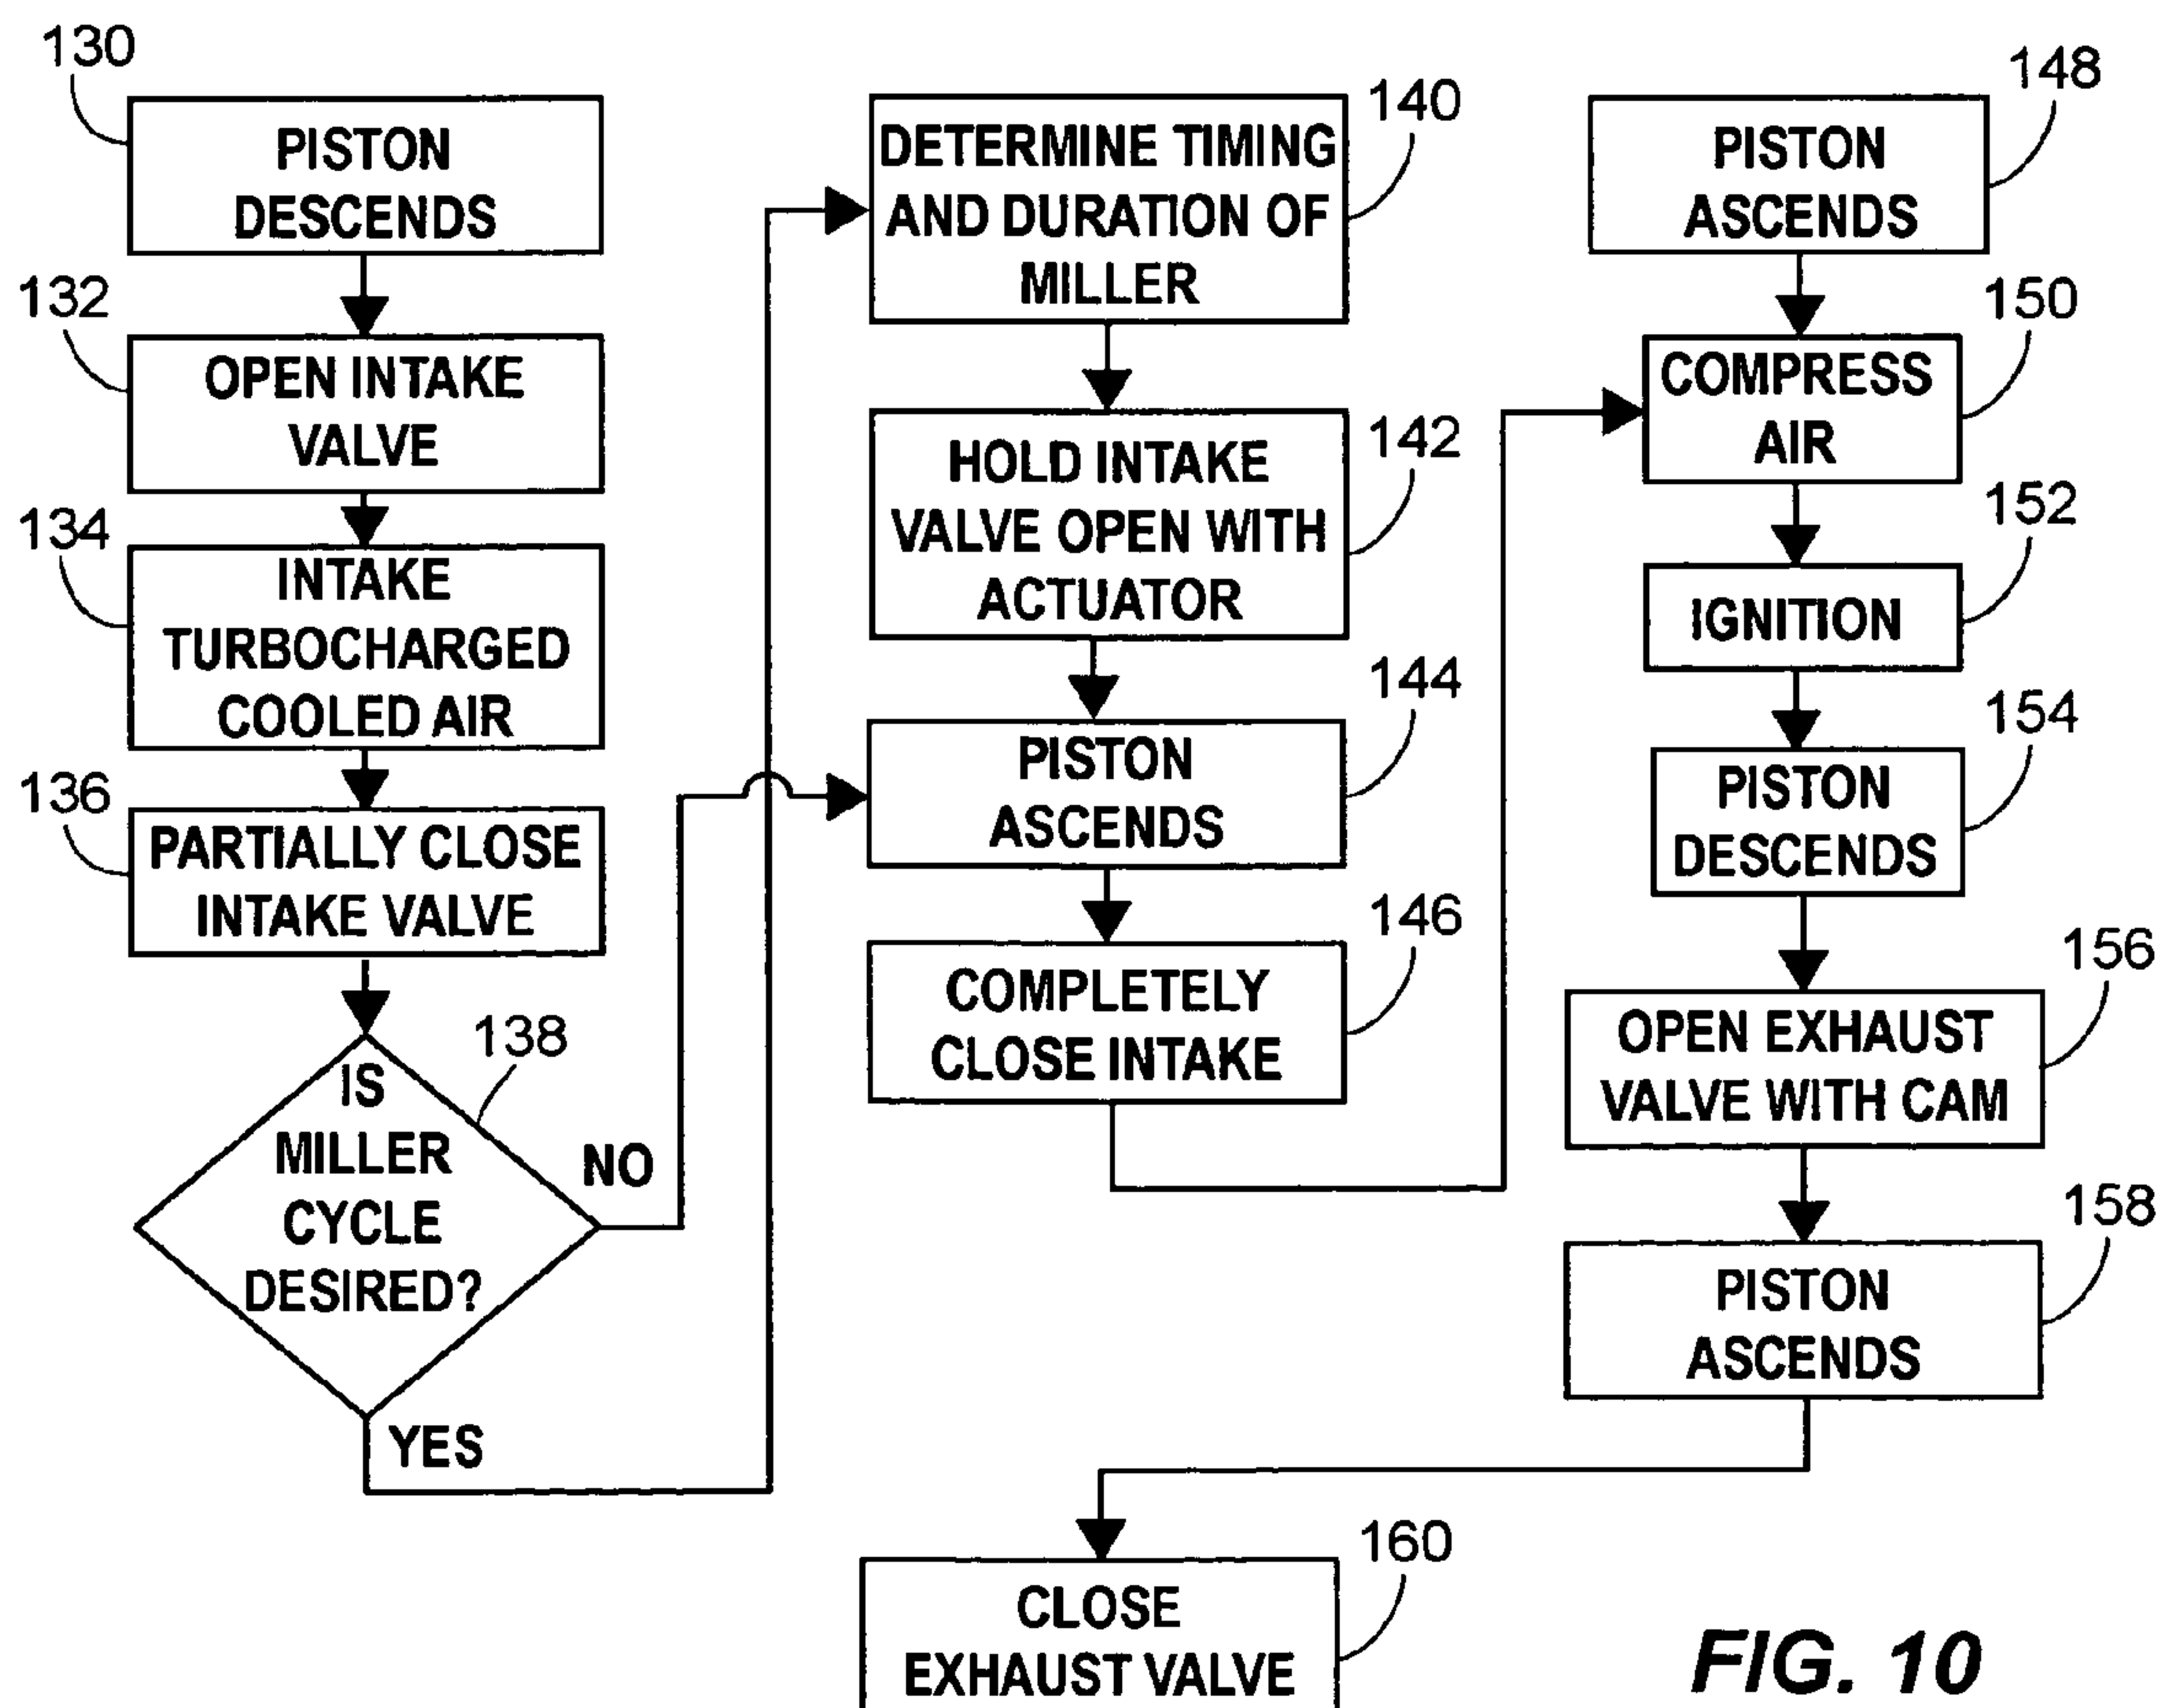 130
PISTON
DESCENDS
132
OPEN INTAKE
VALVE
134
INTAKE
TURBOCHARGED
COOLED AIR
136
PARTIALLY CLOSE
INTAKE VALVE
138
IS
MILLER
CYCLE
DESIRED?
NO
YES
140
DETERMINE TIMING
AND DURATION OF
MILLER
142
HOLD INTAKE
VALVE OPEN WITH
ACTUATOR
144
PISTON
ASCENDS
146
COMPLETELY
CLOSE INTAKE
148
PISTON
ASCENDS
150
COMPRESS
AIR
152
IGNITION
154
PISTON
DESCENDS
156
OPEN EXHAUST
VALVE WITH CAM
158
PISTON
ASCENDS
160
CLOSE
EXHAUST VALVE
FIG. 10